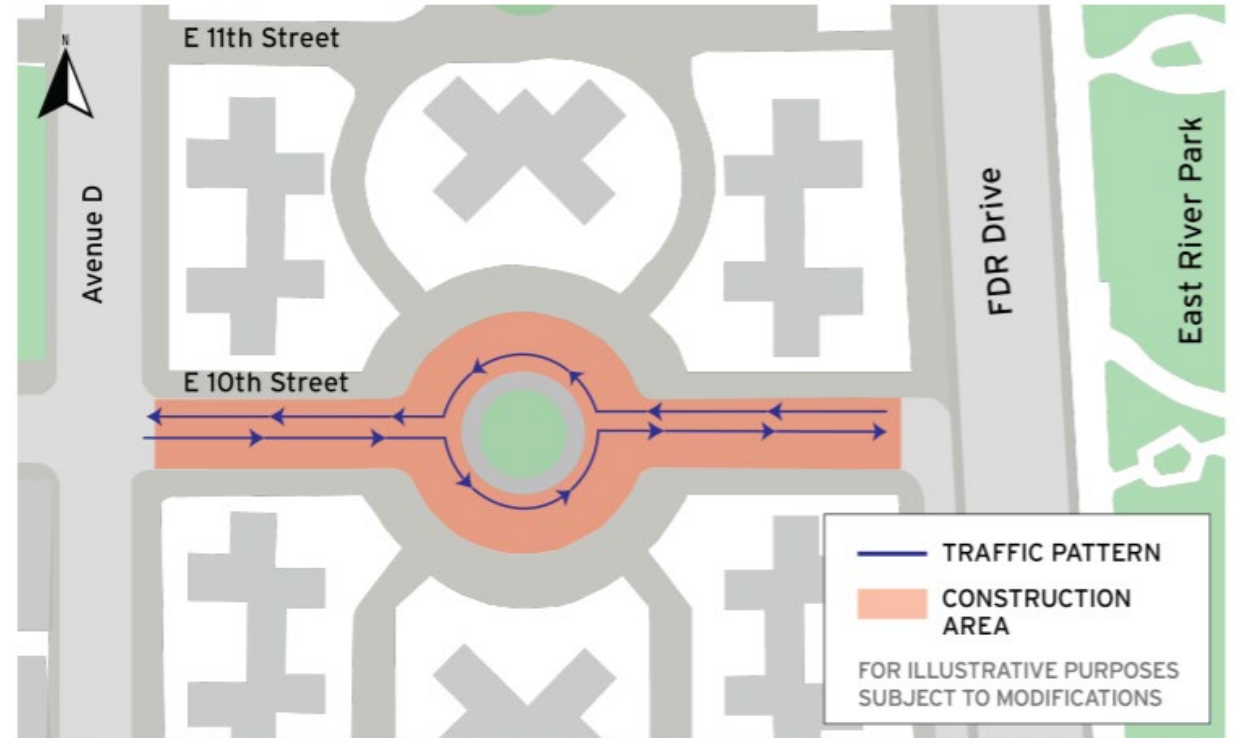 E 11th Street
N
Avenue D
FDR Drive
East River Park
E 10th Street
TRAFFIC PATTERN
CONSTRUCTION
AREA
FOR ILLUSTRATIVE PURPOSES
SUBJECT TO MODIFICATIONS